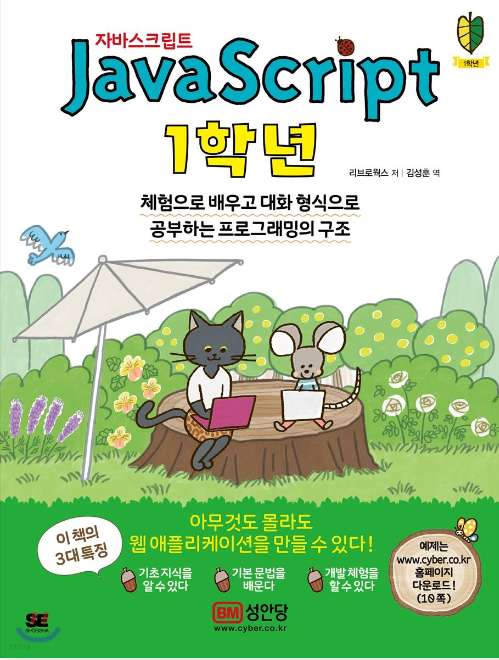 자바스크립트
JavaScript
1학년
1학년
리브로웍스 저 | 김성훈 역
체험으로 배우고 대화 형식으로
공부하는 프로그래밍의 구조
아무것도 몰라도
웹 애플리케이션을 만들 수 있다!
이 책의
3대 특징
기초 지식을
알 수 있다
기본 문법을
배운다
개발 체험을
할 수 있다
예제는
www.cyber.co.kr
홈페이지
다운로드!
(10쪽)
SE
SHOEISHA
BM 성안당
www.cyber.co.kr